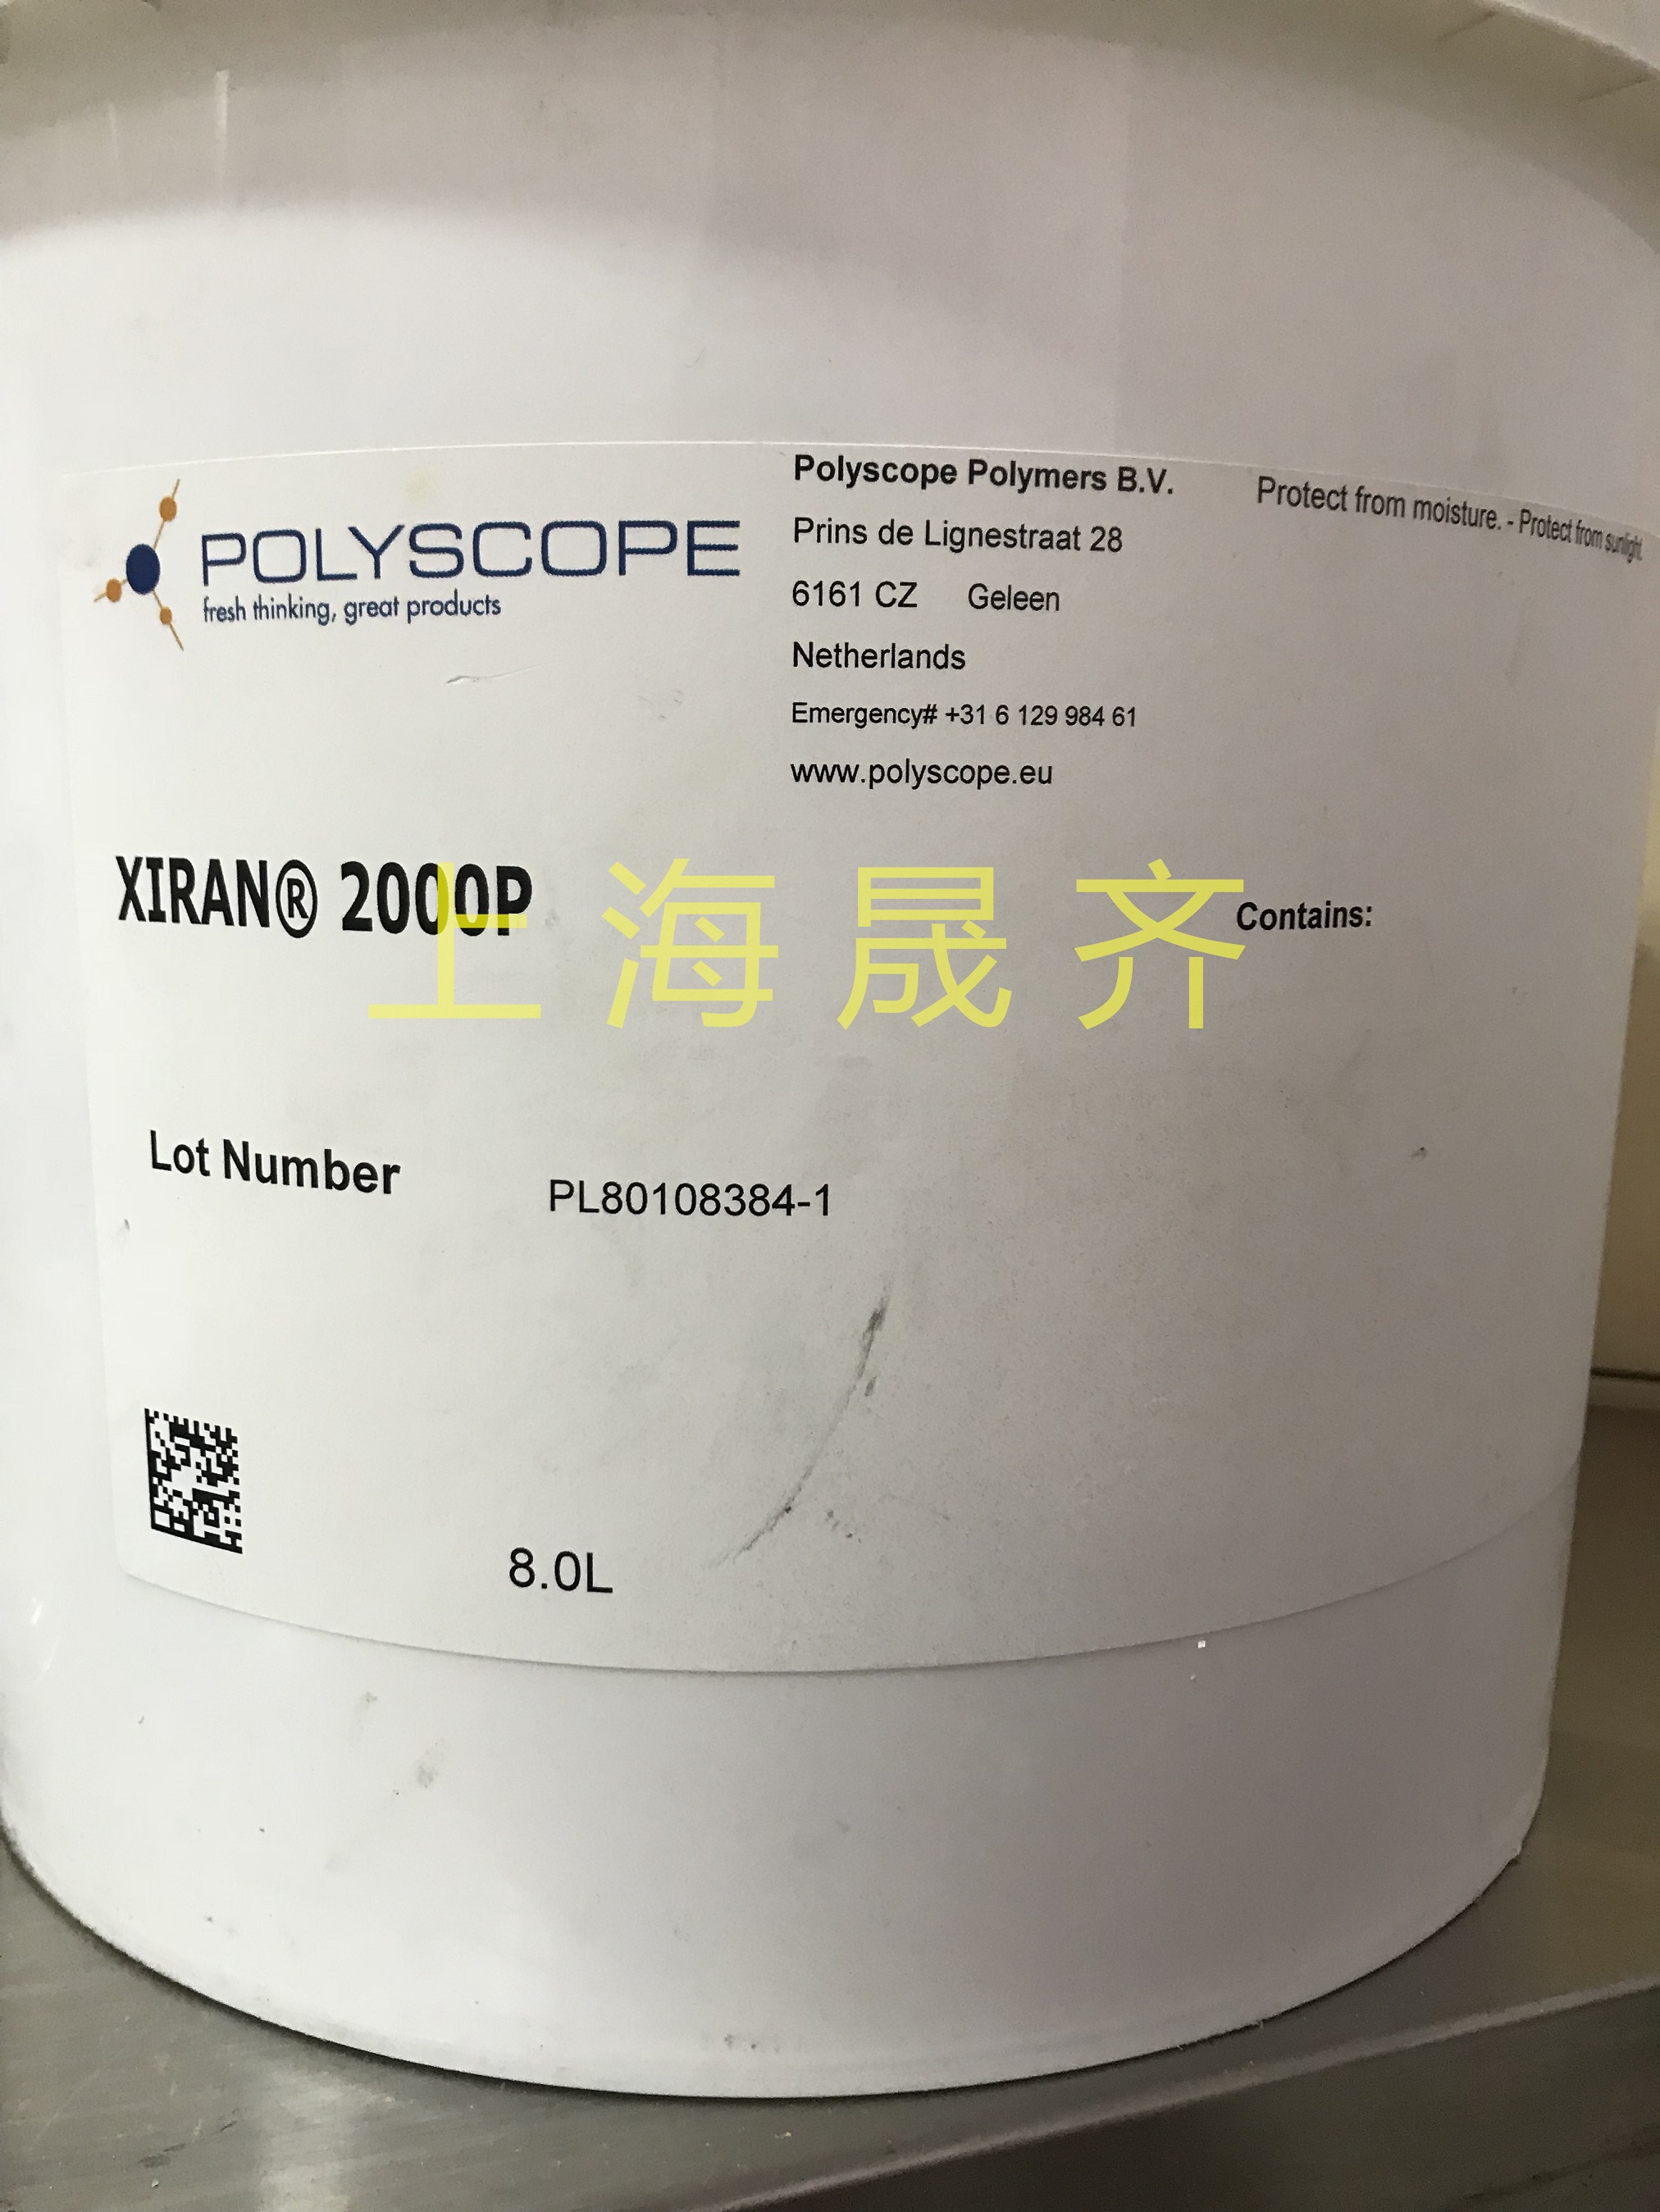 POLYSCOPE
fresh thinking, great products
Polyscope Polymers B.V.
Prins de Lignestraat 28
6161 CZ Geleen
Netherlands
Emergency# +31 6 129 984 61
www.polyscope.eu
Protect from moisture. - Protect from sunlight.
XIRAN® 2000P
上海晟齐
Contains:
Lot Number PL80108384-1
8.0L